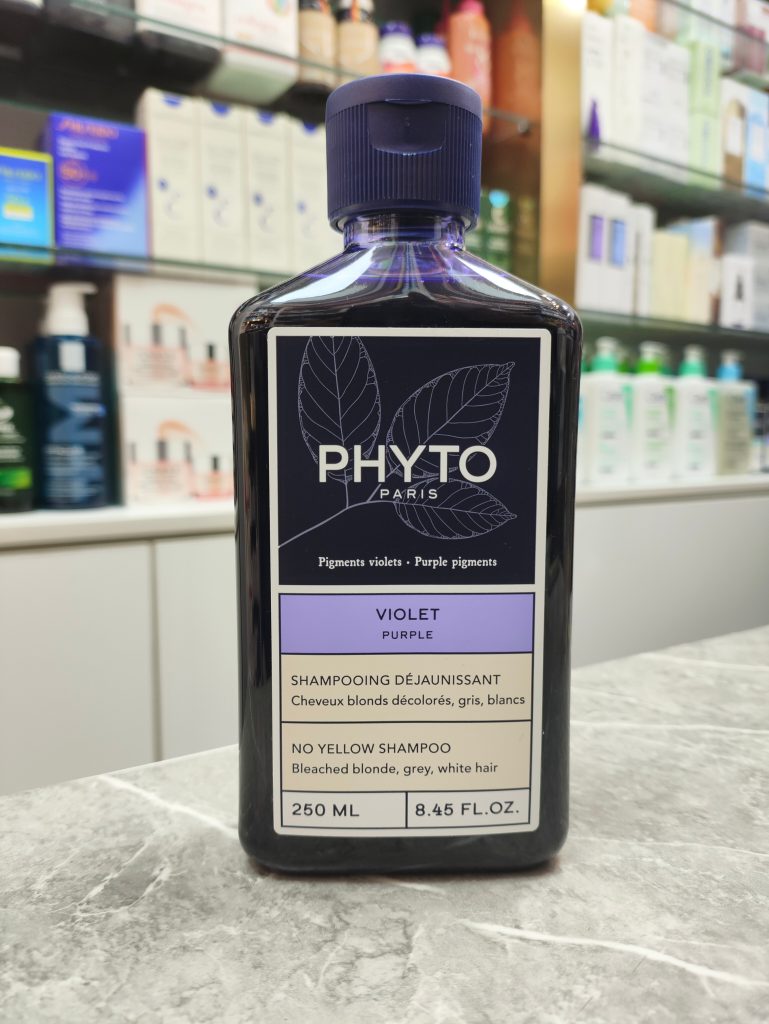 PHYTO
PARIS
Pigments violets • Purple pigments
VIOLET
PURPLE
SHAMPOOING DÉJAUNISSANT
Cheveux blonds décolorés, gris, blancs
NO YELLOW SHAMPOO
Bleached blonde, grey, white hair
250 ML
8.45 FL.OZ.